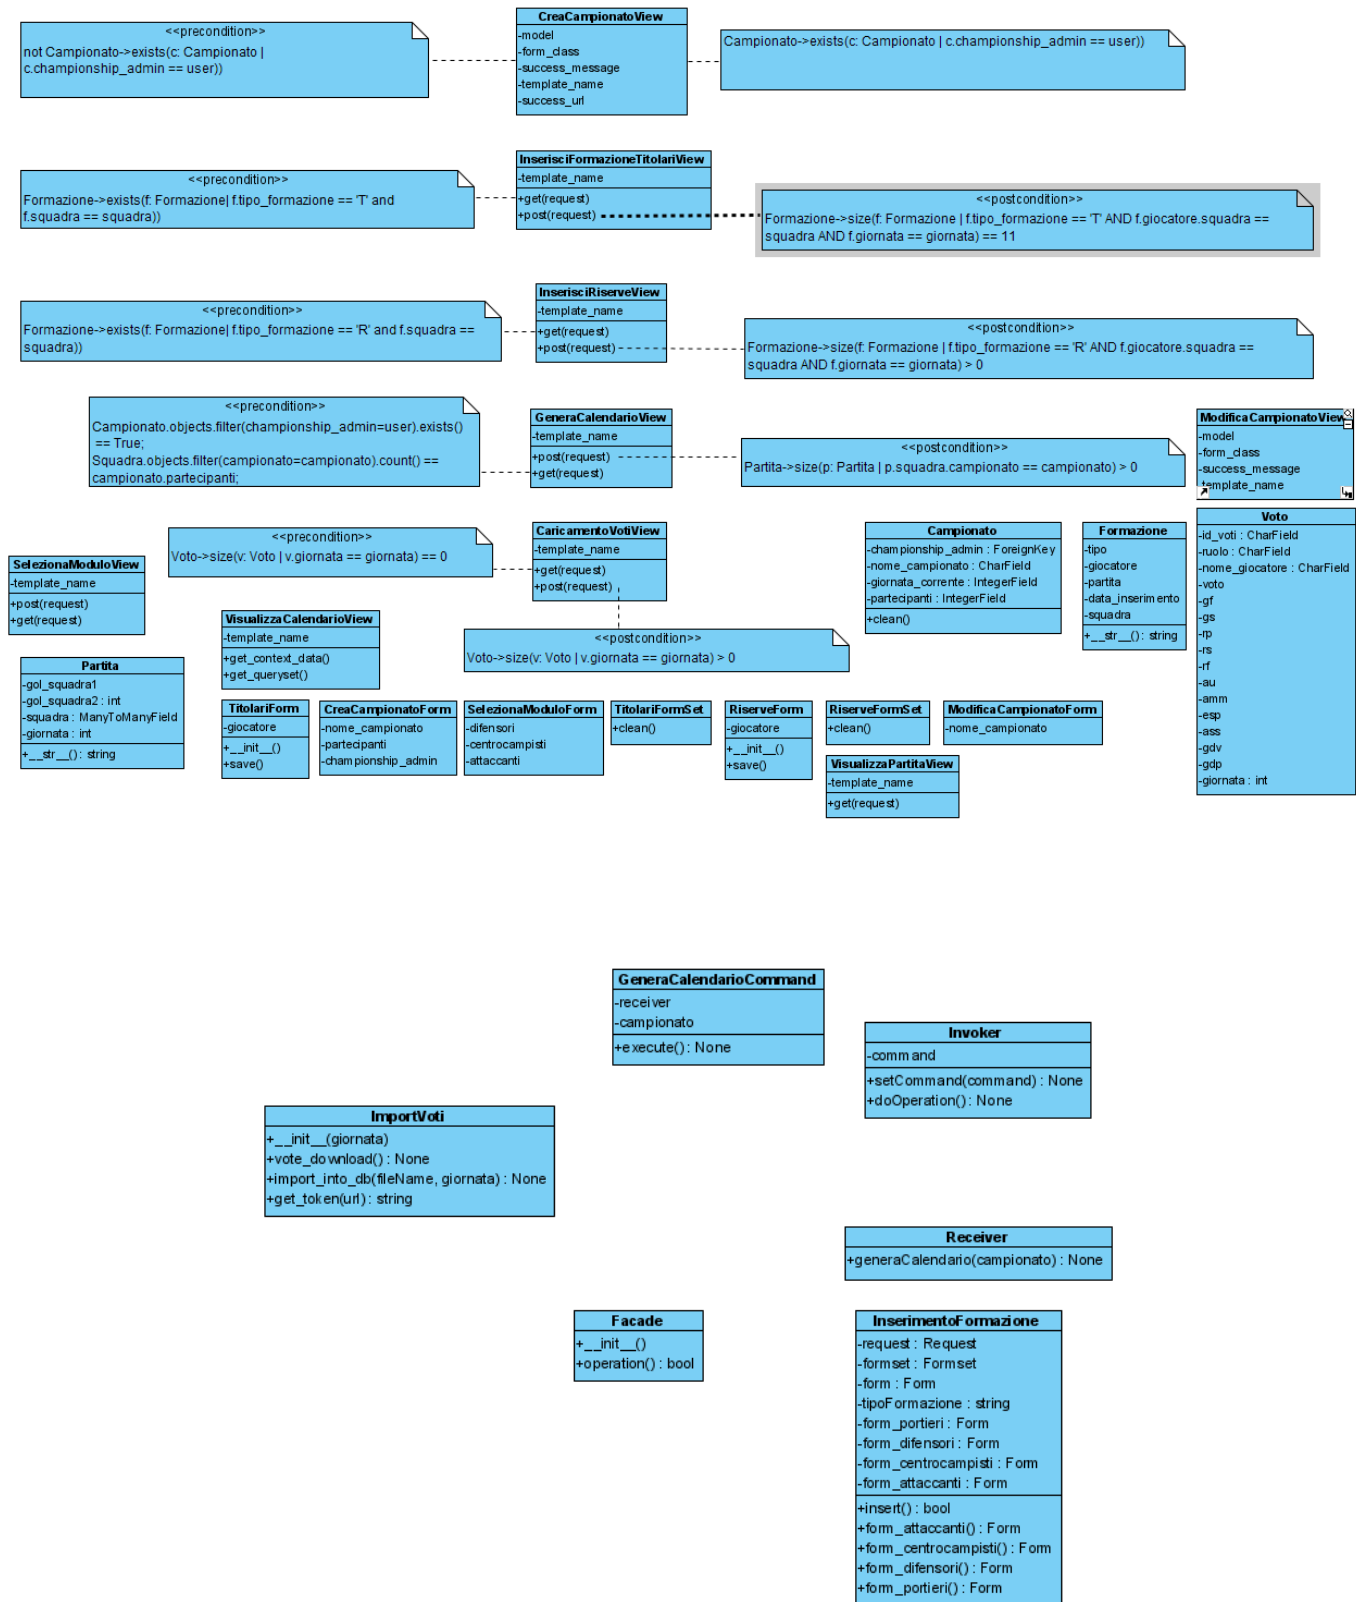 <<precondition>>
not Campionato->exists(c: Campionato |
c.championship_admin == user))
CreaCampionatoView
-model
-form_class
-success_message
-template_name
-success_url
Campionato->exists(c: Campionato | c.championship_admin == user))
<<precondition>>
Formazione->exists(f: Formazione| f.tipo_formazione == 'T' and
f.squadra == squadra))
InserisciFormazioneTitolariView
-template_name
+get(request)
+post(request)
<<postcondition>>
Formazione->size(f: Formazione | f.tipo_formazione == 'T' AND f.giocatore.squadra ==
squadra AND f.giornata == giornata) == 11
<<precondition>>
Formazione->exists(f: Formazione| f.tipo_formazione == 'R' and f.squadra ==
squadra))
InserisciRiserveView
-template_name
+get(request)
+post(request)
<<postcondition>>
Formazione->size(f: Formazione | f.tipo_formazione == 'R' AND f.giocatore.squadra ==
squadra AND f.giornata == giornata) > 0
<<precondition>>
Campionato.objects.filter(championship_admin=user).exists()
== True;
Squadra.objects.filter(campionato=campionato).count() ==
campionato.partecipanti;
GeneraCalendarioView
-template_name
+post(request)
+get(request)
<<postcondition>>
Partita->size(p: Partita | p.squadra.campionato == campionato) > 0
ModificaCampionatoView
-model
-form_class
-success_message
-template_name
SelezionaModuloView
-template_name
+post(request)
+get(request)
<<precondition>>
Voto->size(v: Voto | v.giornata == giornata) == 0
CaricamentoVotiView
-template_name
+get(request)
+post(request)
<<postcondition>>
Voto->size(v: Voto | v.giornata == giornata) > 0
Campionato
-championship_admin : ForeignKey
-nome_campionato : CharField
-giornata_corrente : IntegerField
-partecipanti : IntegerField
+clean()
Formazione
-tipo
-giocatore
-partita
-data_inserimento
-squadra
+__str__() : string
Voto
-id_voti : CharField
-ruolo : CharField
-nome_giocatore : CharField
-voto
-gf
-gs
-rp
-rs
-rf
-au
-amm
-esp
-ass
-gdv
-gdp
-giornata : int
VisualizzaCalendarioView
-template_name
+get_context_data()
+get_queryset()
Partita
-gol_squadra1
-gol_squadra2 : int
-squadra : ManyToManyField
-giornata : int
+__str__() : string
TitolariForm
-giocatore
+__init__()
+save()
CreaCampionatoForm
-nome_campionato
-partecipanti
-championship_admin
SelezionaModuloForm
-difensori
-centrocampisti
-attaccanti
TitolariFormSet
+clean()
RiserveForm
-giocatore
+__init__()
+save()
RiserveFormSet
+clean()
ModificaCampionatoForm
-nome_campionato
VisualizzaPartitaView
-template_name
+get(request)
GeneraCalendarioCommand
-receiver
-campionato
+execute() : None
Invoker
-command
+setCommand(command) : None
+doOperation() : None
ImportVoti
+__init__(giornata)
+vote_download() : None
+import_into_db(fileName, giornata) : None
+get_token(url) : string
Receiver
+generaCalendario(campionato) : None
Facade
+__init__()
+operation() : bool
InserimentoFormazione
-request : Request
-formset : Formset
-form : Form
-tipoFormazione : string
-form_portieri : Form
-form_difensori : Form
-form_centrocampisti : Form
-form_attaccanti : Form
+insert() : bool
+form_attaccanti() : Form
+form_centrocampisti() : Form
+form_difensori() : Form
+form_portieri() : Form